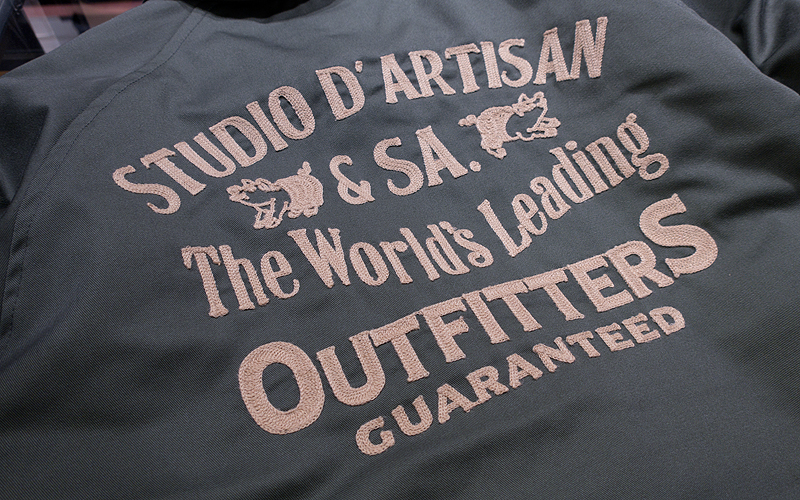 STUDIO D'ARTISAN
& SA.
The World's Leading
OUTFITTERS
GUARANTEED